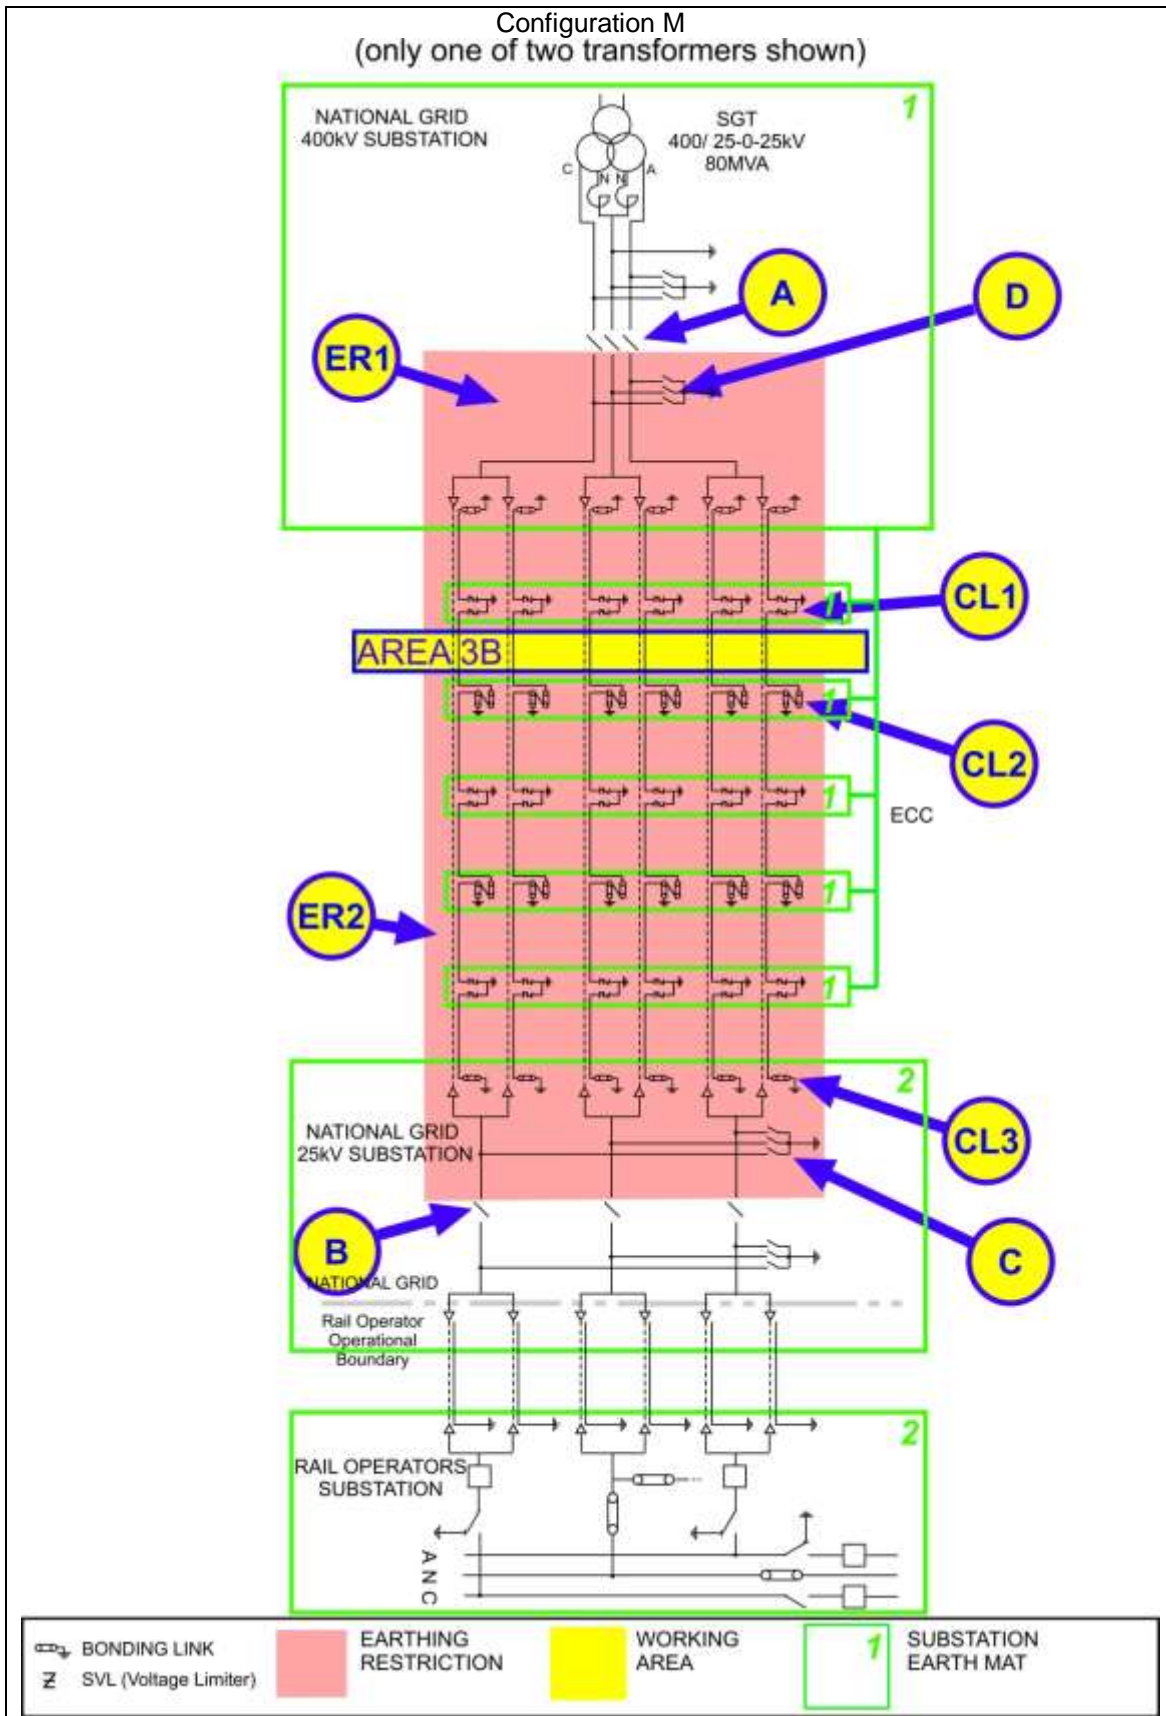 Configuration M
(only one of two transformers shown)
NATIONAL GRID
400kV SUBSTATION
SGT
400/ 25-0-25kV
80MVA
1
C
N N
A
A
D
ER1
CL1
1
AREA 3B
1
CL2
1
ECC
1
ER2
1
2
NATIONAL GRID
25kV SUBSTATION
CL3
B
C
NATIONAL GRID
Rail Operator
Operational
Boundary
2
RAIL OPERATORS
SUBSTATION
A
N
C
BONDING LINK
SVL (Voltage Limiter)
EARTHING
RESTRICTION
WORKING
AREA
1
SUBSTATION
EARTH MAT